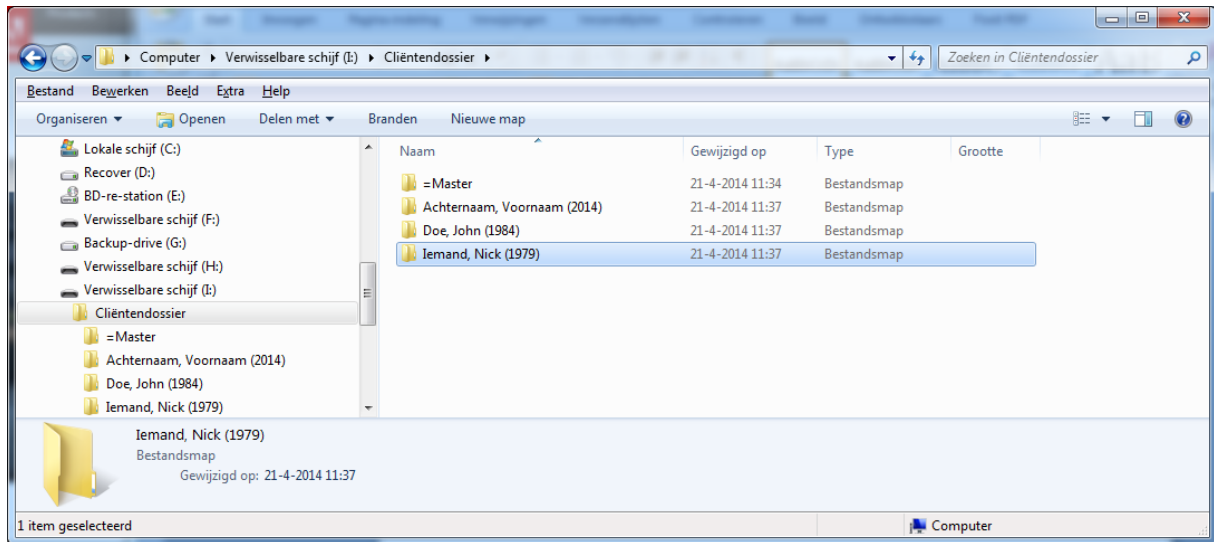 Computer ▸ Verwisselbare schijf (I:) ▸ Cliëntendossier ▸
Zoeken in Cliëntendossier
Bestand Bewerken Beeld Extra Help
Organiseren Openen Delen met Branden Nieuwe map
Lokale schijf (C:)
Recover (D:)
BD-re-station (E:)
Verwisselbare schijf (F:)
Backup-drive (G:)
Verwisselbare schijf (H:)
Verwisselbare schijf (I:)
Cliëntendossier
=Master
Achternaam, Voornaam (2014)
Doe, John (1984)
Iemand, Nick (1979)
Naam Gewijzigd op Type Grootte
=Master 21-4-2014 11:34 Bestandsmap
Achternaam, Voornaam (2014) 21-4-2014 11:37 Bestandsmap
Doe, John (1984) 21-4-2014 11:37 Bestandsmap
Iemand, Nick (1979) 21-4-2014 11:37 Bestandsmap
Iemand, Nick (1979)
Bestandsmap
Gewijzigd op: 21-4-2014 11:37
1 item geselecteerd Computer